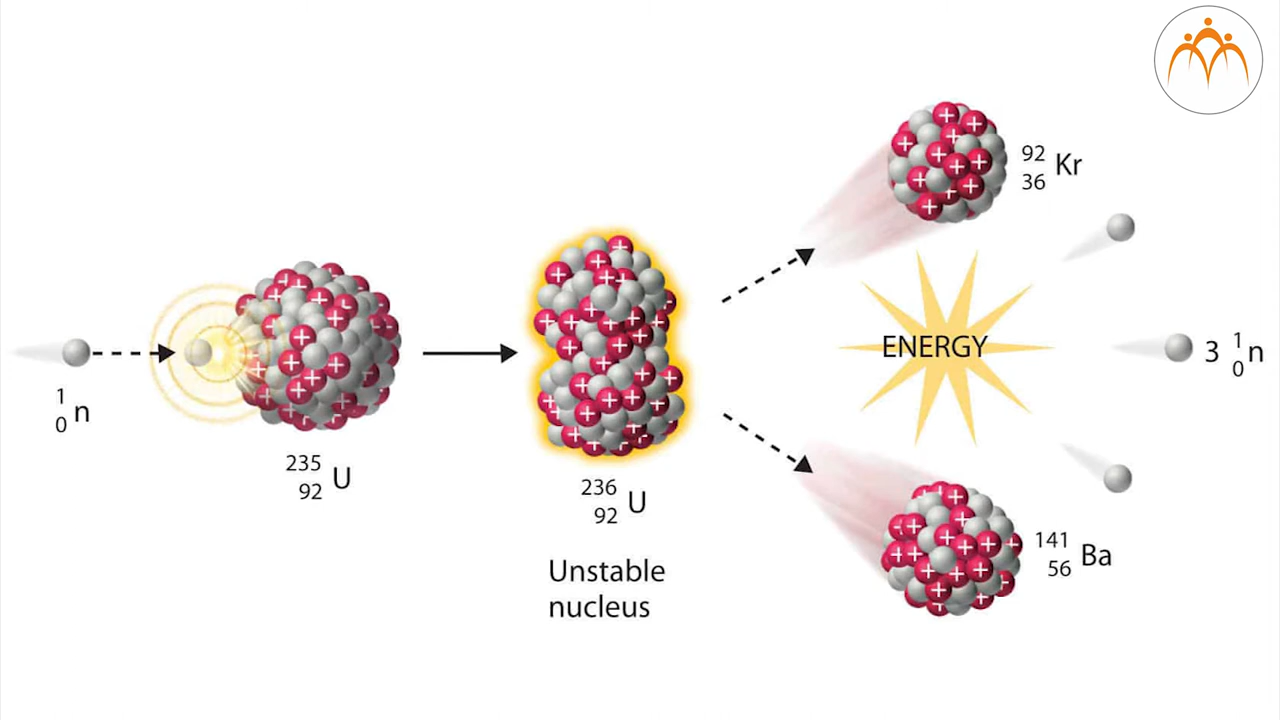 1
0 n
235
92 U
236
92 U
Unstable
nucleus
92
36 Kr
ENERGY
3 1
0 n
141
56 Ba